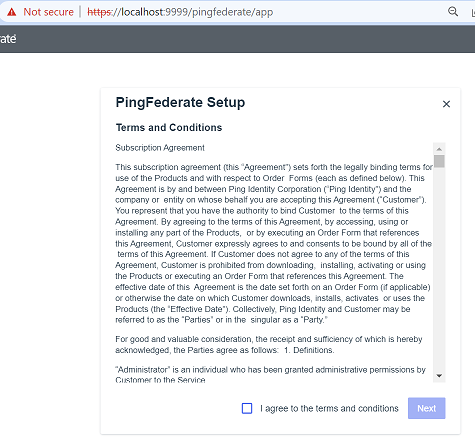 Not secure https://localhost:9999/pingfederate/app
rate
PingFederate Setup
Terms and Conditions
Subscription Agreement
This subscription agreement (this "Agreement") sets forth the legally binding terms for
use of the Products and with respect to Order Forms (each as defined below). This
Agreement is by and between Ping Identity Corporation ("Ping Identity") and the
company or entity on whose behalf you are accepting this Agreement ("Customer").
You represent that you have the authority to bind Customer to the terms of this
Agreement. By agreeing to the terms of this Agreement, by accessing, using or
installing any part of the Products, or by executing an Order Form that references
this Agreement, Customer expressly agrees to and consents to be bound by all of the
terms of this Agreement. If Customer does not agree to any of the terms of this
Agreement, Customer is prohibited from downloading, installing, activating or using
the Products or executing an Order Form that references this Agreement. The
effective date of this Agreement is the date set forth on an Order Form (if applicable)
or otherwise the date on which Customer downloads, installs, activates or uses the
Products (the "Effective Date"). Collectively, Ping Identity and Customer may be
referred to as the "Parties" or in the singular as a "Party."
For good and valuable consideration, the receipt and sufficiency of which is hereby
acknowledged, the Parties agree as follows: 1. Definitions.
"Administrator" is an individual who has been granted administrative permissions by
Customer to the Service
I agree to the terms and conditions
Next